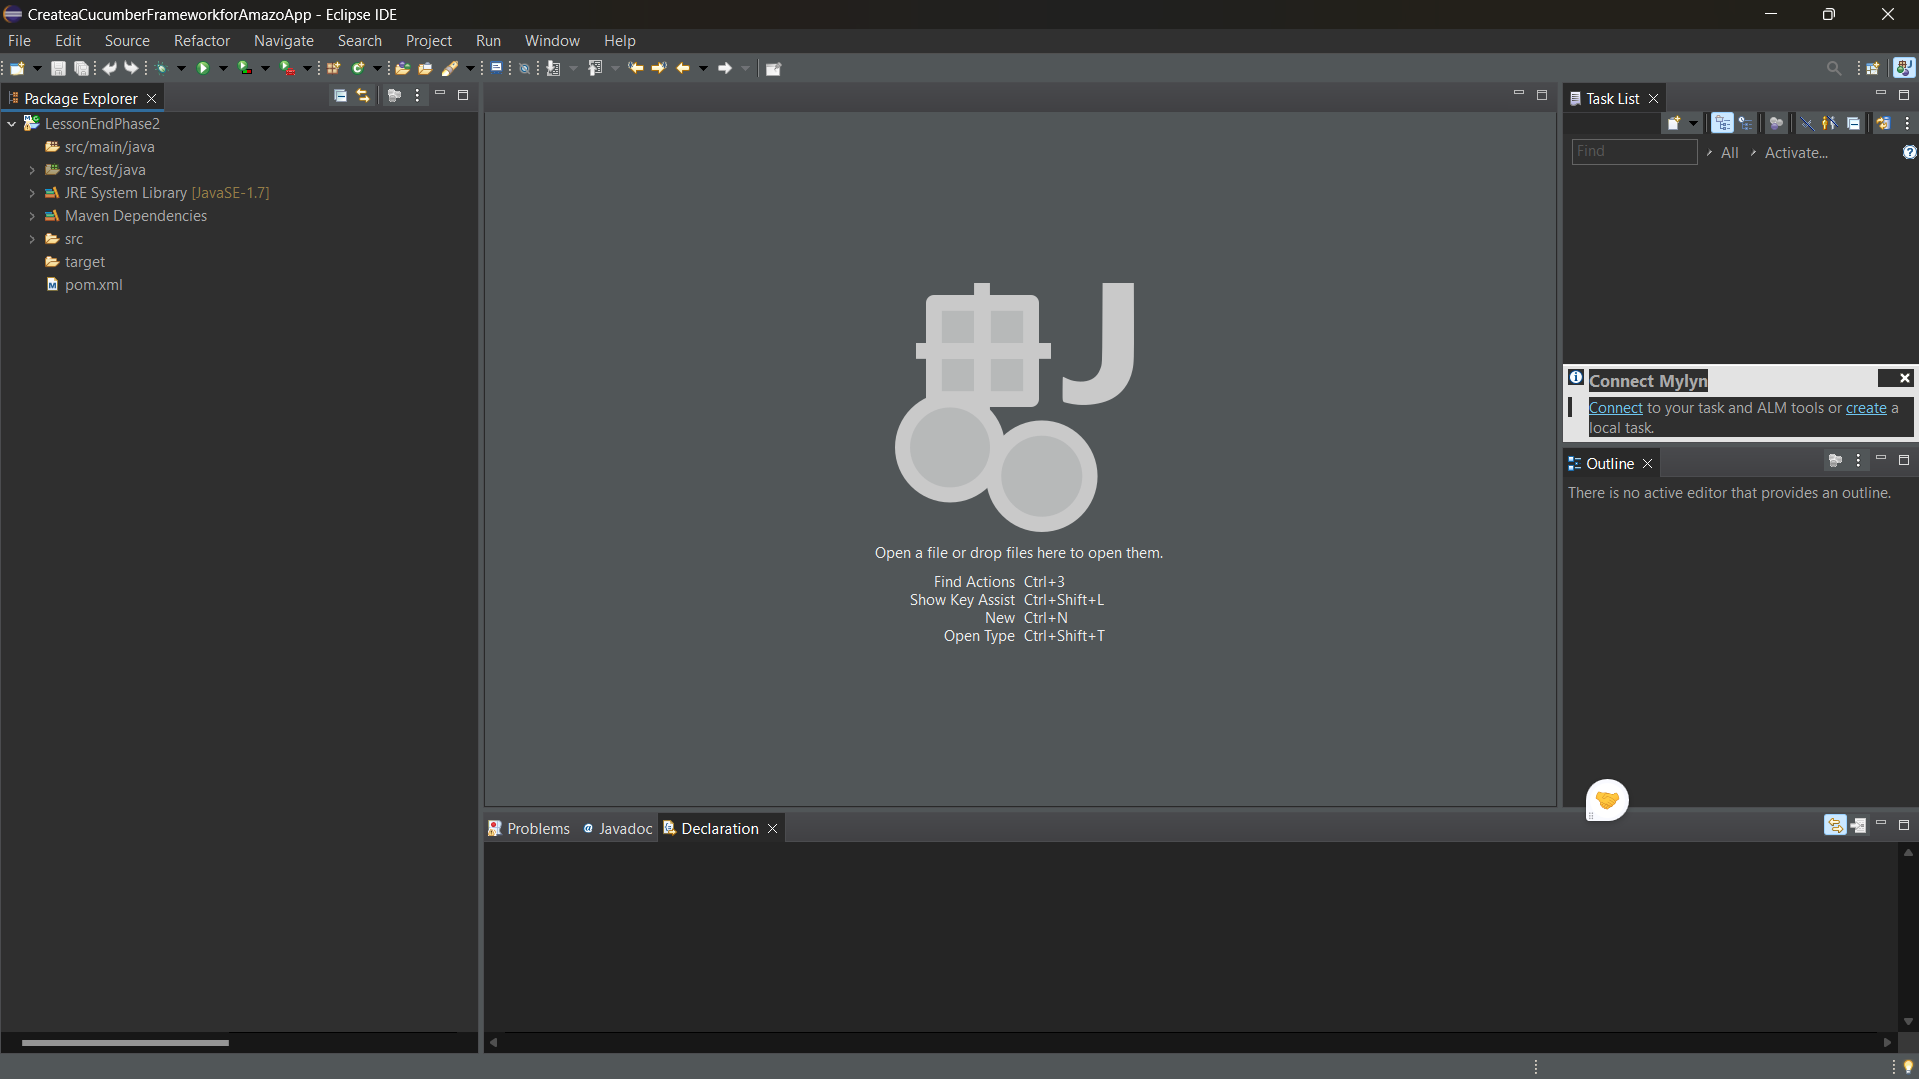 CreateaCucumberFrameworkforAmazoApp - Eclipse IDE
File Edit Source Refactor Navigate Search Project Run Window Help
Package Explorer
LessonEndPhase2
src/main/java
src/test/java
JRE System Library [JavaSE-1.7]
Maven Dependencies
src
target
pom.xml
Open a file or drop files here to open them.
Find Actions Ctrl+3
Show Key Assist Ctrl+Shift+L
New Ctrl+N
Open Type Ctrl+Shift+T
Task List
Find All Activate...
Connect Mylyn
Connect to your task and ALM tools or create a
local task.
Outline
There is no active editor that provides an outline.
Problems Javadoc Declaration